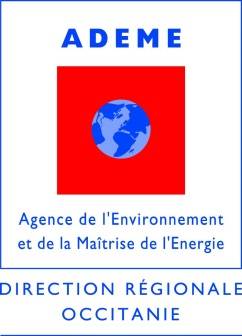 ADEME
Agence de l'Environnement
et de la Maîtrise de l'Energie
DIRECTION RÉGIONALE
OCCITANIE